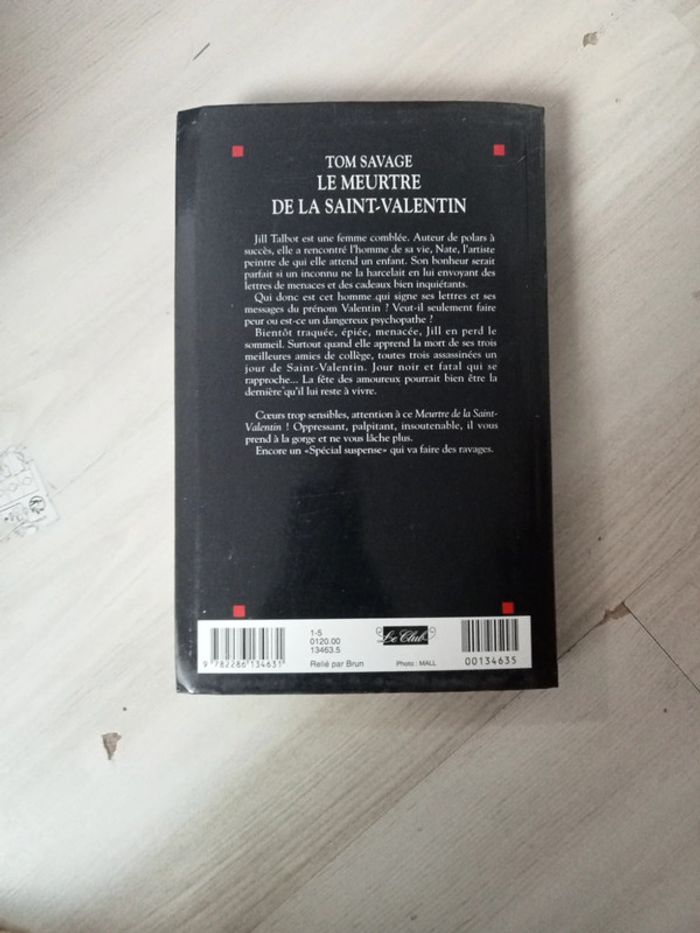 TOM SAVAGE
LE MEURTRE
DE LA SAINT-VALENTIN
Jill Talbot est une femme comblée. Auteur de polars à
succès, elle a rencontré l'homme de sa vie, Nate, l'artiste
peintre de qui elle attend un enfant. Son bonheur serait
parfait si un inconnu ne la harcelait en lui envoyant des
lettres de menaces et des cadeaux bien inquiétants.
Qui donc est cet homme qui signe ses lettres et ses
messages du prénom Valentin ? Veut-il seulement faire
peur ou est-ce un dangereux psychopathe ?
Bientôt traquée, épiée, menacée, Jill en perd le
sommeil. Surtout quand elle apprend la mort de ses trois
meilleures amies de collège, toutes trois assassinées un
jour de Saint-Valentin. Jour noir et fatal qui se
rapproche... La fête des amoureux pourrait bien être la
dernière qu'il lui reste à vivre.
Cœurs trop sensibles, attention à ce Meurtre de la Saint-
Valentin ! Oppressant, palpitant, insoutenable, il vous
prend à la gorge et ne vous lâche plus.
Encore un «Spécial suspense» qui va faire des ravages.
1-5
0120.00
13463.5
Le Club
9 782286 134631
Relié par Brun
Photo : MALL
00134635